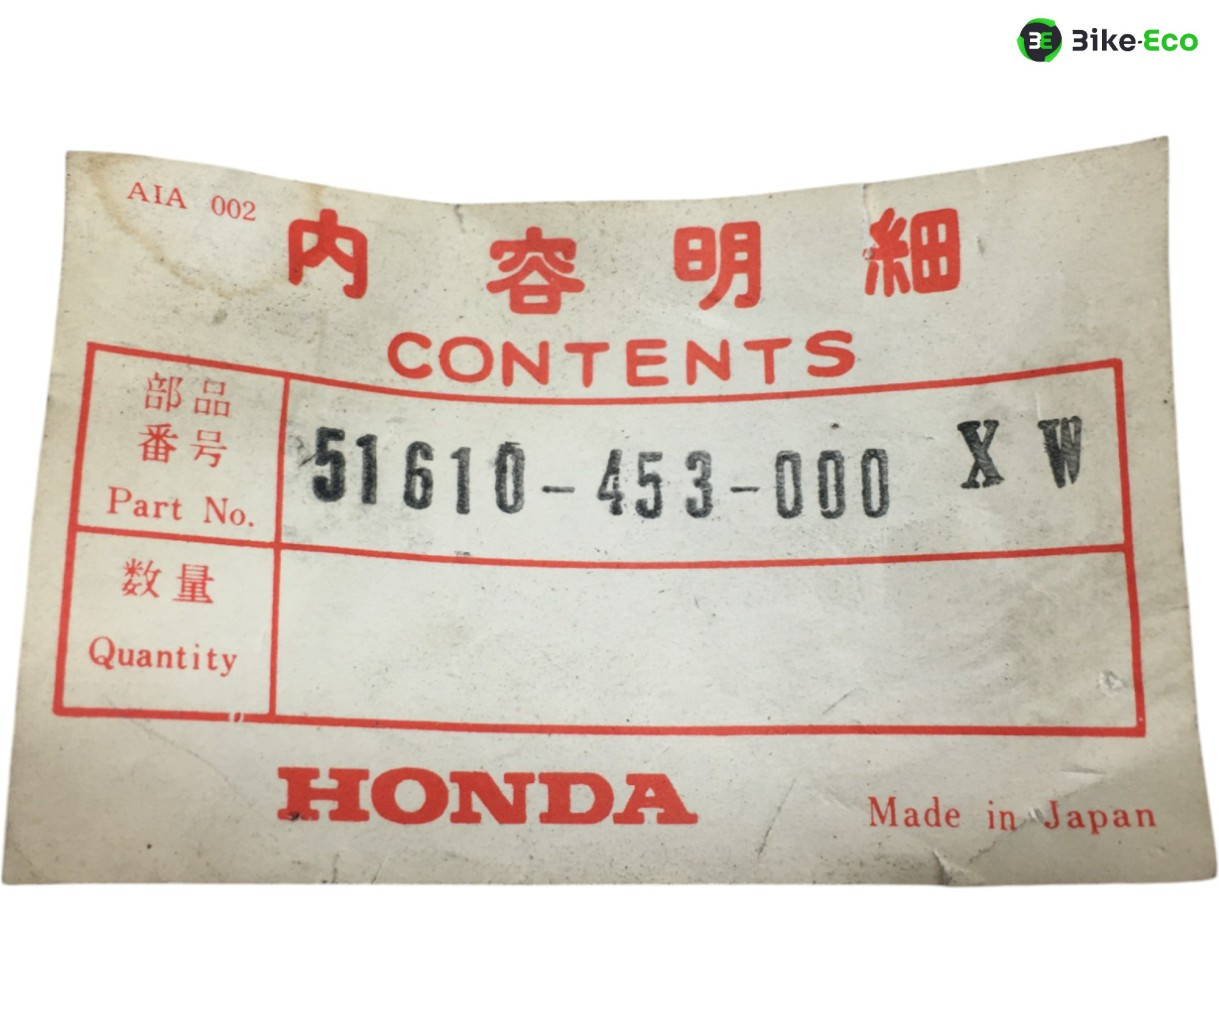 BE Bike-Eco
AIA 002
内容明細
CONTENTS
部品
番号
Part No.
51610-453-000 X W
数量
Quantity
HONDA
Made in Japan